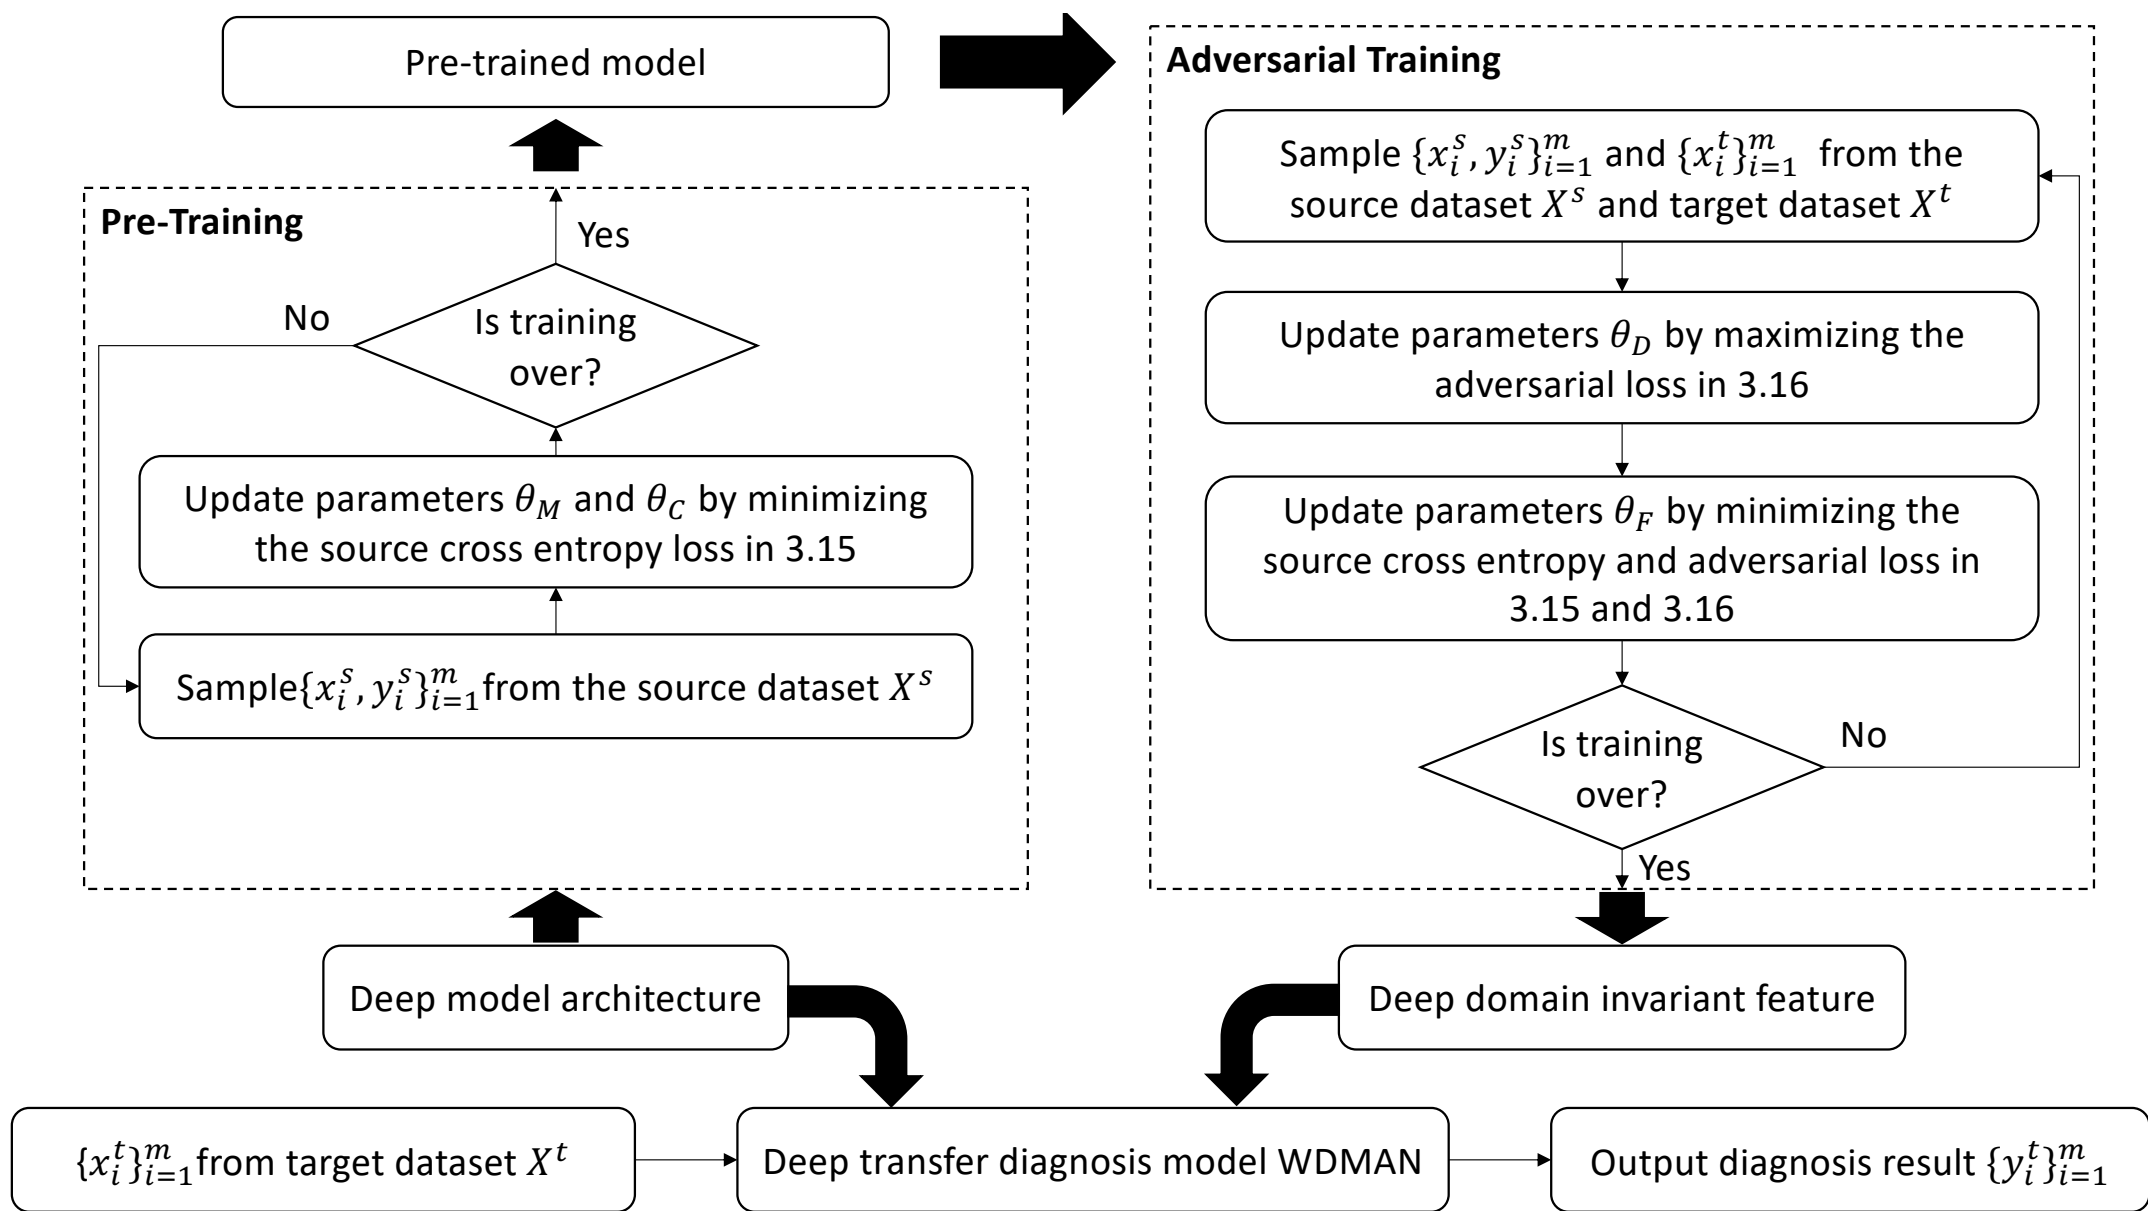 Pre-trained model
Pre-Training
Yes
No
Is training
over?
Update parameters θ_M and θ_C by minimizing
the source cross entropy loss in 3.15
Sample{x_i^s, y_i^s}_{i=1}^m from the source dataset X^s
Adversarial Training
Sample {x_i^s, y_i^s}_{i=1}^m and {x_i^t}_{i=1}^m from the
source dataset X^s and target dataset X^t
Update parameters θ_D by maximizing the
adversarial loss in 3.16
Update parameters θ_F by minimizing the
source cross entropy and adversarial loss in
3.15 and 3.16
Is training
over?
No
Yes
Deep model architecture
Deep domain invariant feature
{x_i^t}_{i=1}^m from target dataset X^t
Deep transfer diagnosis model WDMAN
Output diagnosis result {y_i^t}_{i=1}^m